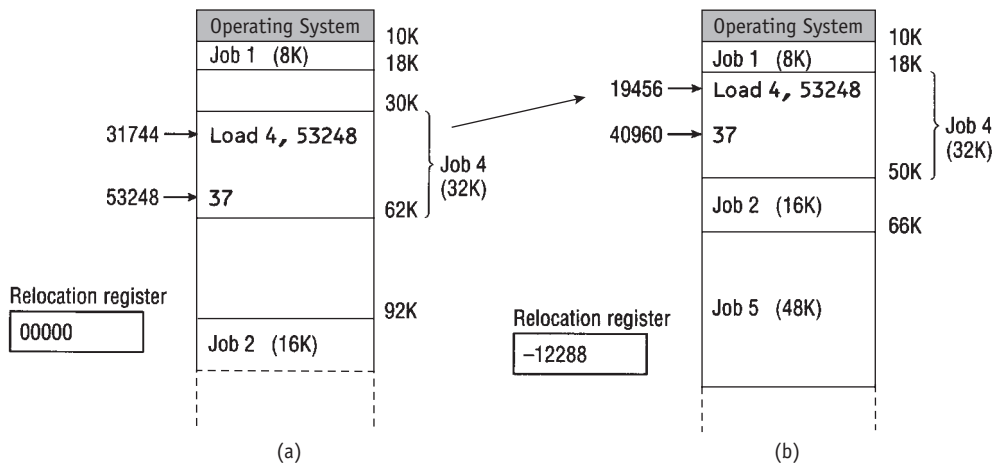 Operating System
10K
Job 1 (8K)
18K
30K
31744
Load 4, 53248
Job 4
(32K)
53248
37
62K
Relocation register
00000
92K
Job 2 (16K)
(a)
Operating System
10K
Job 1 (8K)
18K
19456
Load 4, 53248
40960
37
Job 4
(32K)
50K
Job 2 (16K)
66K
Relocation register
–12288
Job 5 (48K)
(b)